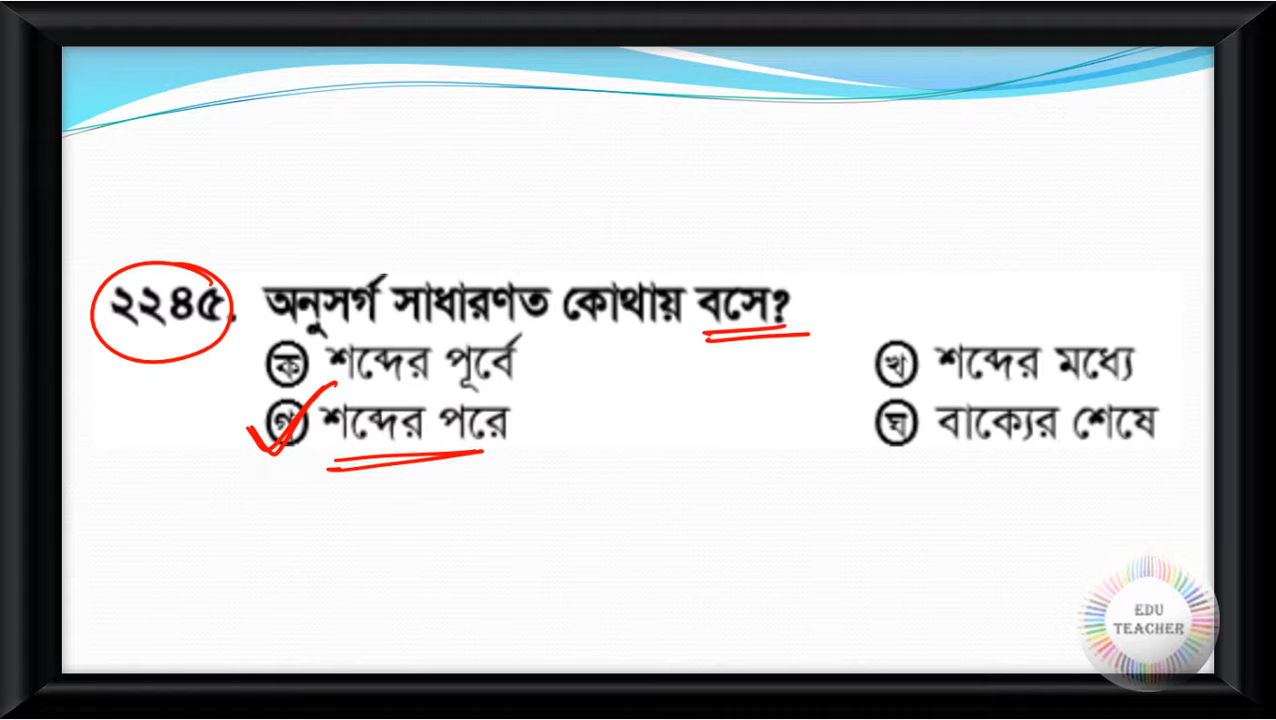 ২২৪৫. অনুসর্গ সাধারণত কোথায় বসে?
ক শব্দের পূর্বে খ শব্দের মধ্যে
গ শব্দের পরে ঘ বাক্যের শেষে
EDU
TEACHER